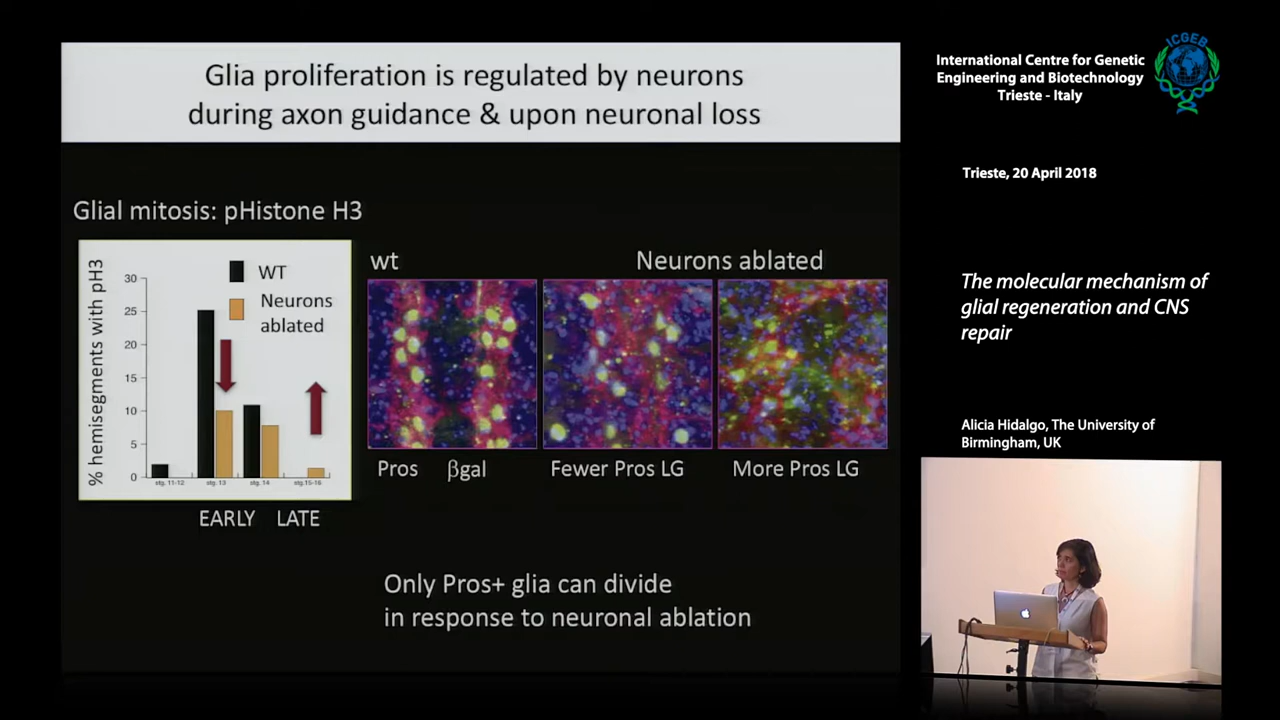 Glia proliferation is regulated by neurons
during axon guidance & upon neuronal loss
Glial mitosis: pHistone H3
% hemisegments with pH3
30
25
20
15
10
5
0
WT
Neurons
ablated
stg. 11-12
stg. 13
stg. 14
stg.15-16
EARLY
LATE
wt
Neurons ablated
Pros
βgal
Fewer Pros LG
More Pros LG
Only Pros+ glia can divide
in response to neuronal ablation
International Centre for Genetic
Engineering and Biotechnology
Trieste - Italy
ICGEB
Trieste, 20 April 2018
The molecular mechanism of
glial regeneration and CNS
repair
Alicia Hidalgo, The University of
Birmingham, UK